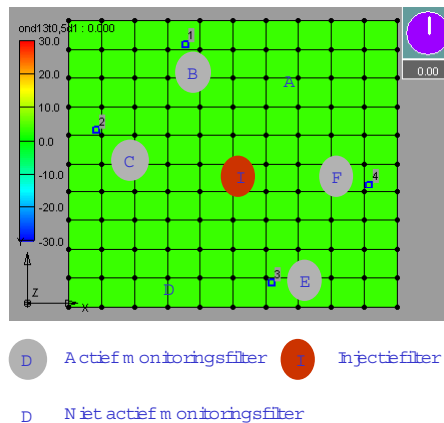 ond13t0,5d1 : 0.000
30.0
20.0
10.0
0.0
-10.0
-20.0
-30.0
0.00
1
B
A
2
C
I
F
4
3
E
D
Y
Z
X
D Actief monitoringsfilter I Injectiefilter
D Niet actief monitoringsfilter